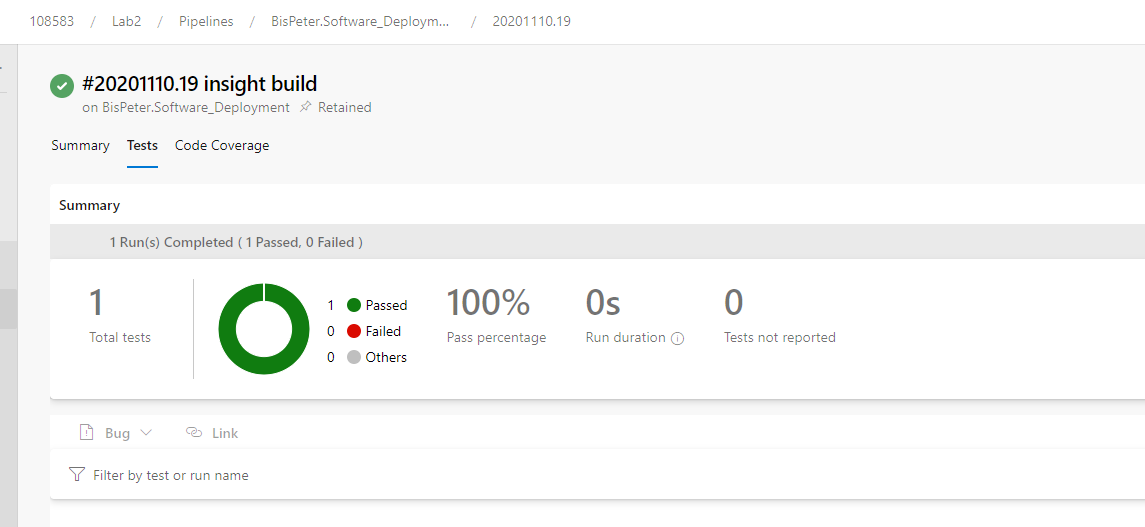 108583 / Lab2 / Pipelines / BisPeter.Software_Deploym... / 20201110.19
#20201110.19 insight build
on BisPeter.Software_Deployment Retained
Summary Tests Code Coverage
Summary
1 Run(s) Completed ( 1 Passed, 0 Failed )
1
Total tests
1 Passed
0 Failed
0 Others
100%
Pass percentage
0s
Run duration
0
Tests not reported
Bug Link
Filter by test or run name